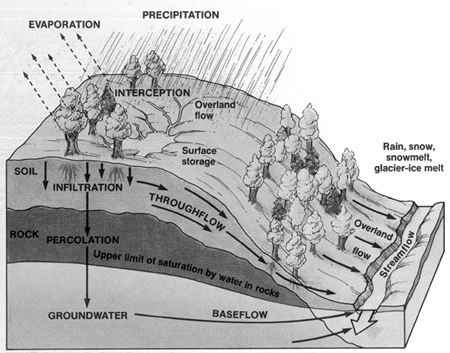 PRECIPITATION
EVAPORATION
INTERCEPTION
Overland
flow
Surface
storage
Rain, snow,
snowmelt,
glacier-ice melt
SOIL
INFILTRATION
THROUGHFLOW
Overland
flow
Streamflow
ROCK
PERCOLATION
Upper limit of saturation by water in rocks
GROUNDWATER
BASEFLOW